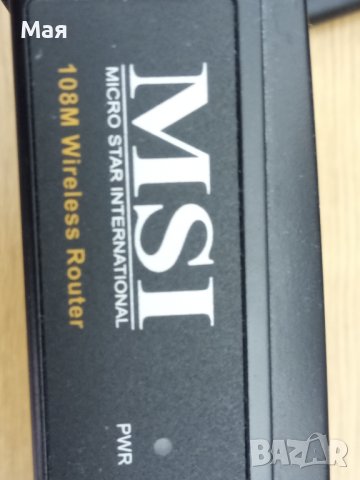 Мая
MSI
MICRO STAR INTERNATIONAL
108M Wireless Router
PWR
BAZAR